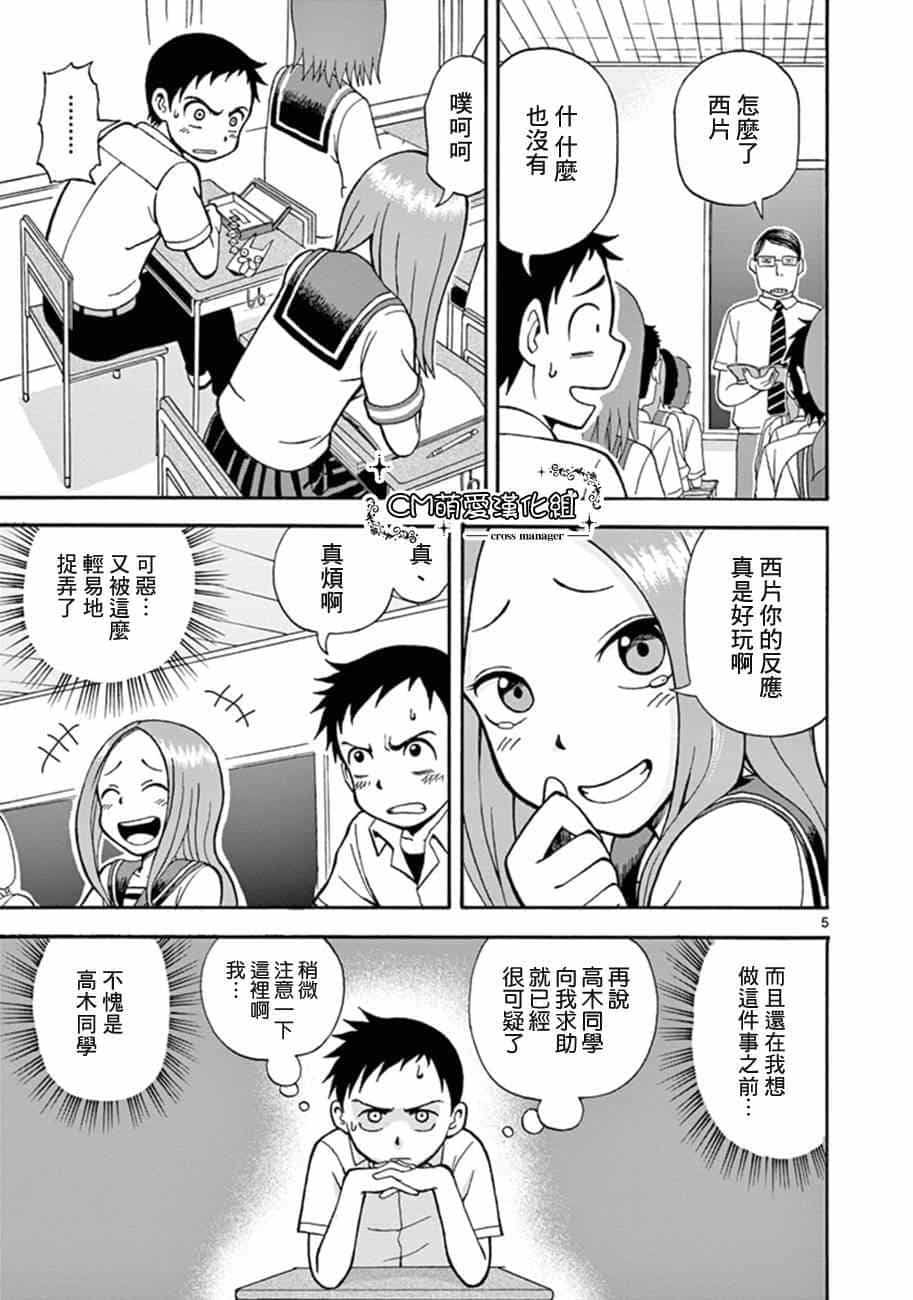 怎麼了
西片
什 什麼
也沒有
噗呵呵
………
CM萌愛漢化組
cross manager
西片你的反應
真是好玩啊
真、
真煩啊
可惡…
又被這麼
輕易地
捉弄了
5
而且還在我想
做這件事之前…
再說
高木同學
向我求助
就已經
很可疑了
稍微
注意一下
這裡啊
我…
不愧是
高木同學